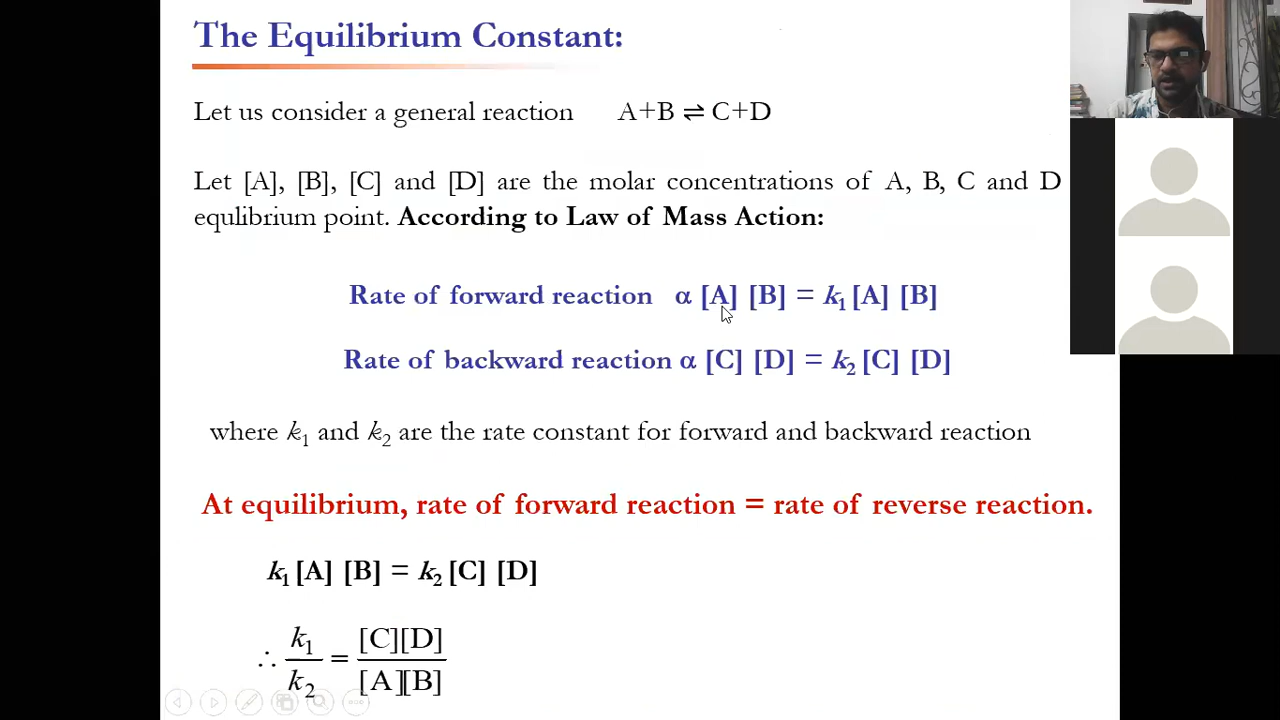 The Equilibrium Constant:
Let us consider a general reaction A+B ⇌ C+D
Let [A], [B], [C] and [D] are the molar concentrations of A, B, C and D
equlibrium point. According to Law of Mass Action:
Rate of forward reaction α [A] [B] = k₁ [A] [B]
Rate of backward reaction α [C] [D] = k₂ [C] [D]
where k₁ and k₂ are the rate constant for forward and backward reaction
At equilibrium, rate of forward reaction = rate of reverse reaction.
k₁ [A] [B] = k₂ [C] [D]
∴ k₁/k₂ = [C][D]/[A][B]